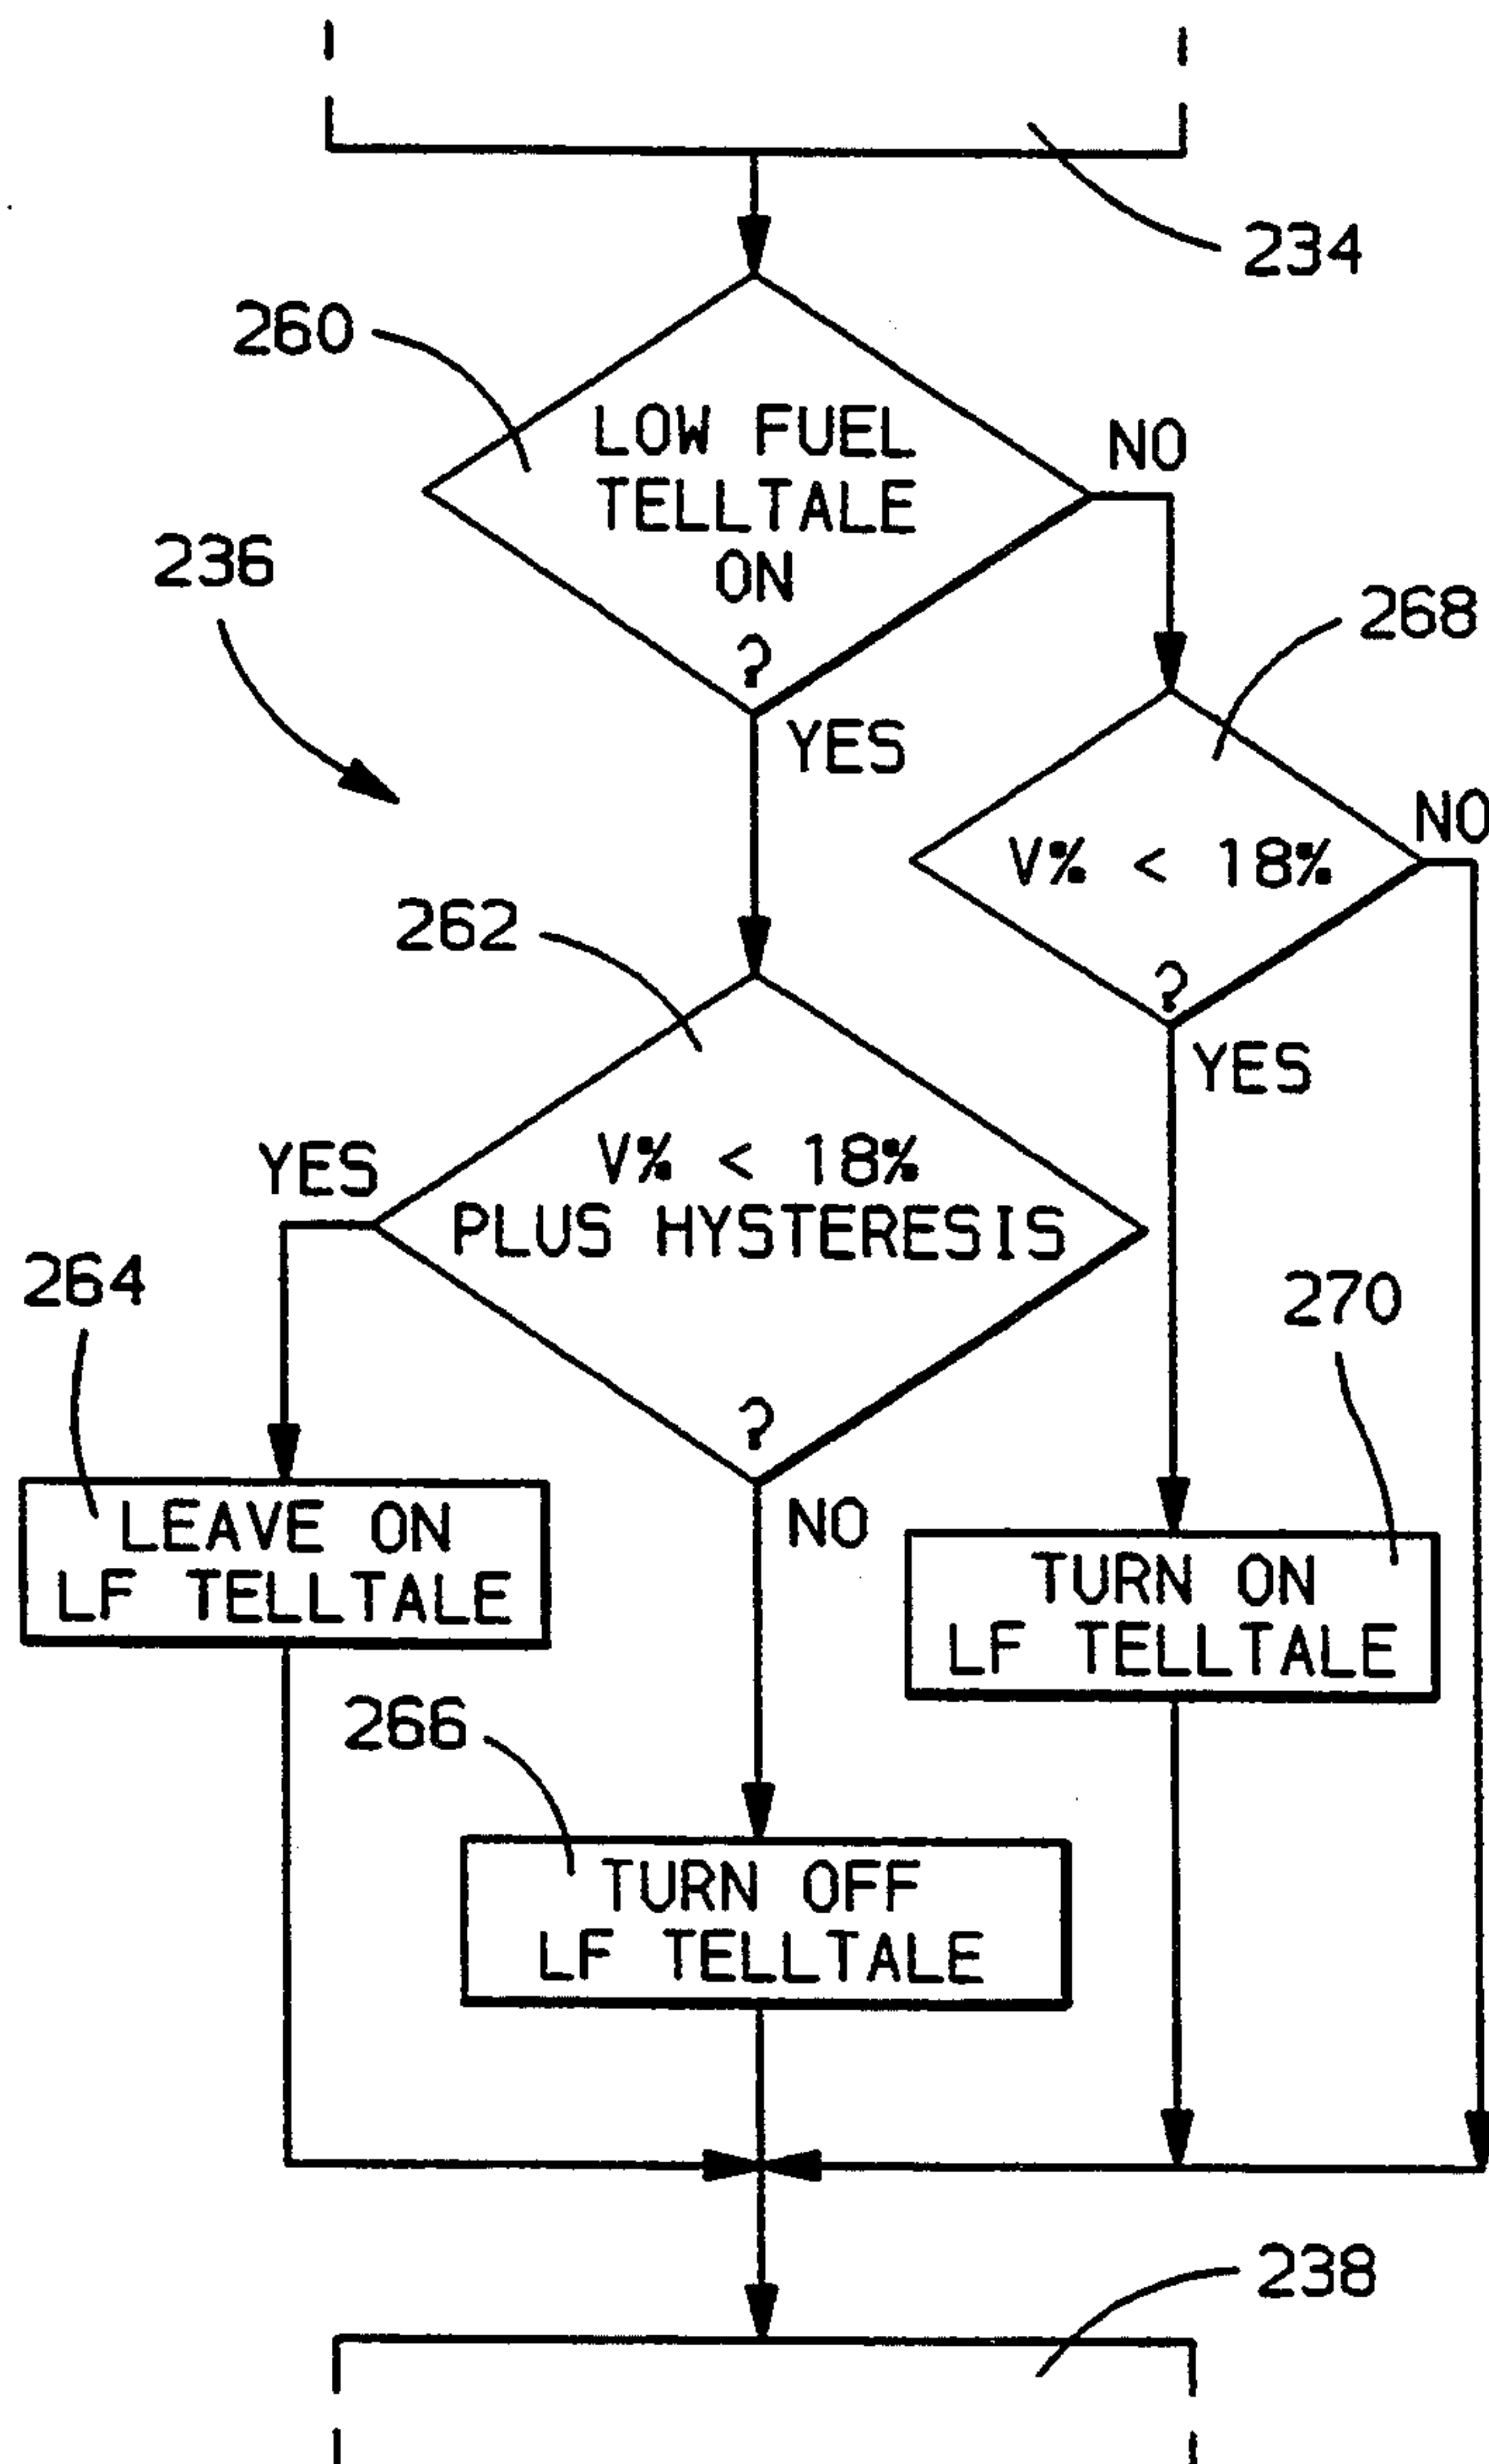 234
260
LOW FUEL
TELLTALE
ON
?
NO
236
268
YES
V% < 18%
?
NO
262
YES
V% < 18%
PLUS HYSTERESIS
?
YES
264
270
LEAVE ON
LF TELLTALE
NO
TURN ON
LF TELLTALE
266
TURN OFF
LF TELLTALE
238